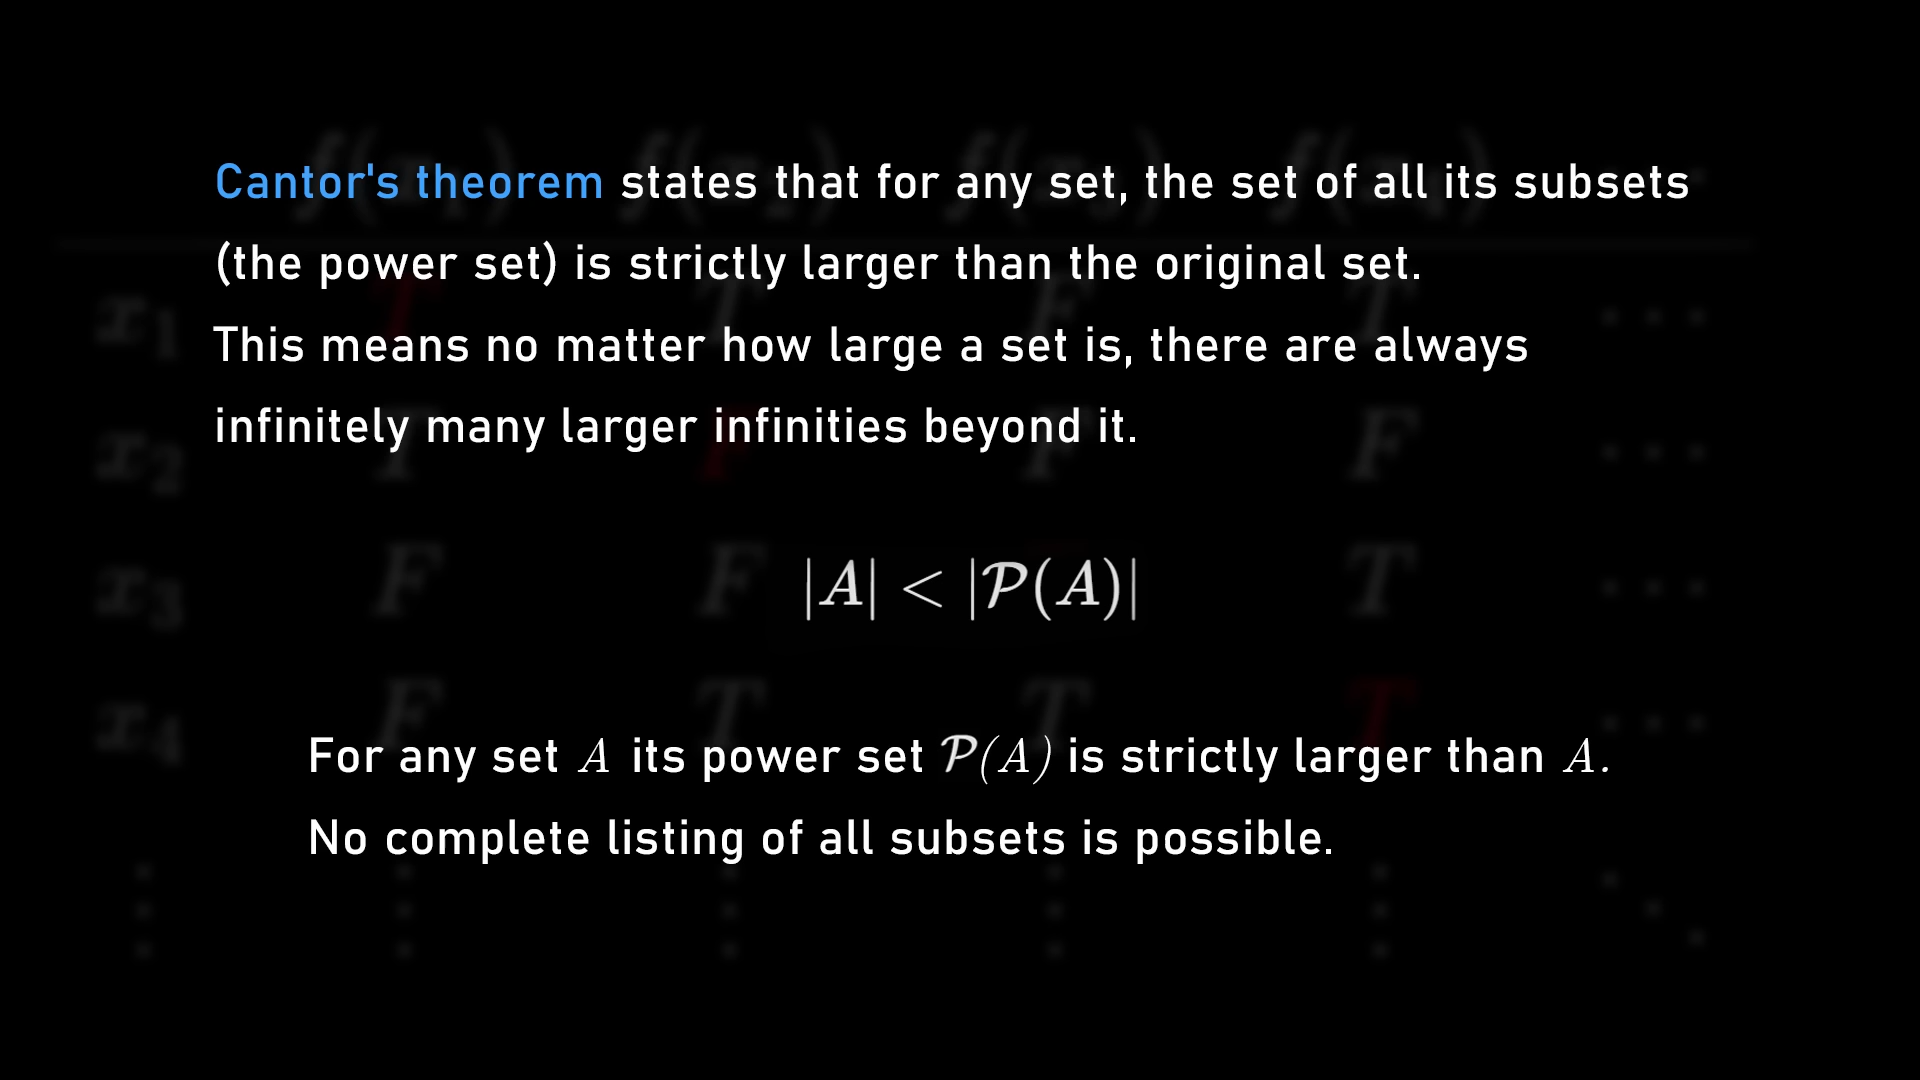 Cantor's theorem states that for any set, the set of all its subsets
(the power set) is strictly larger than the original set.
This means no matter how large a set is, there are always
infinitely many larger infinities beyond it.
|A| < |𝒫(A)|
For any set A its power set 𝒫(A) is strictly larger than A.
No complete listing of all subsets is possible.